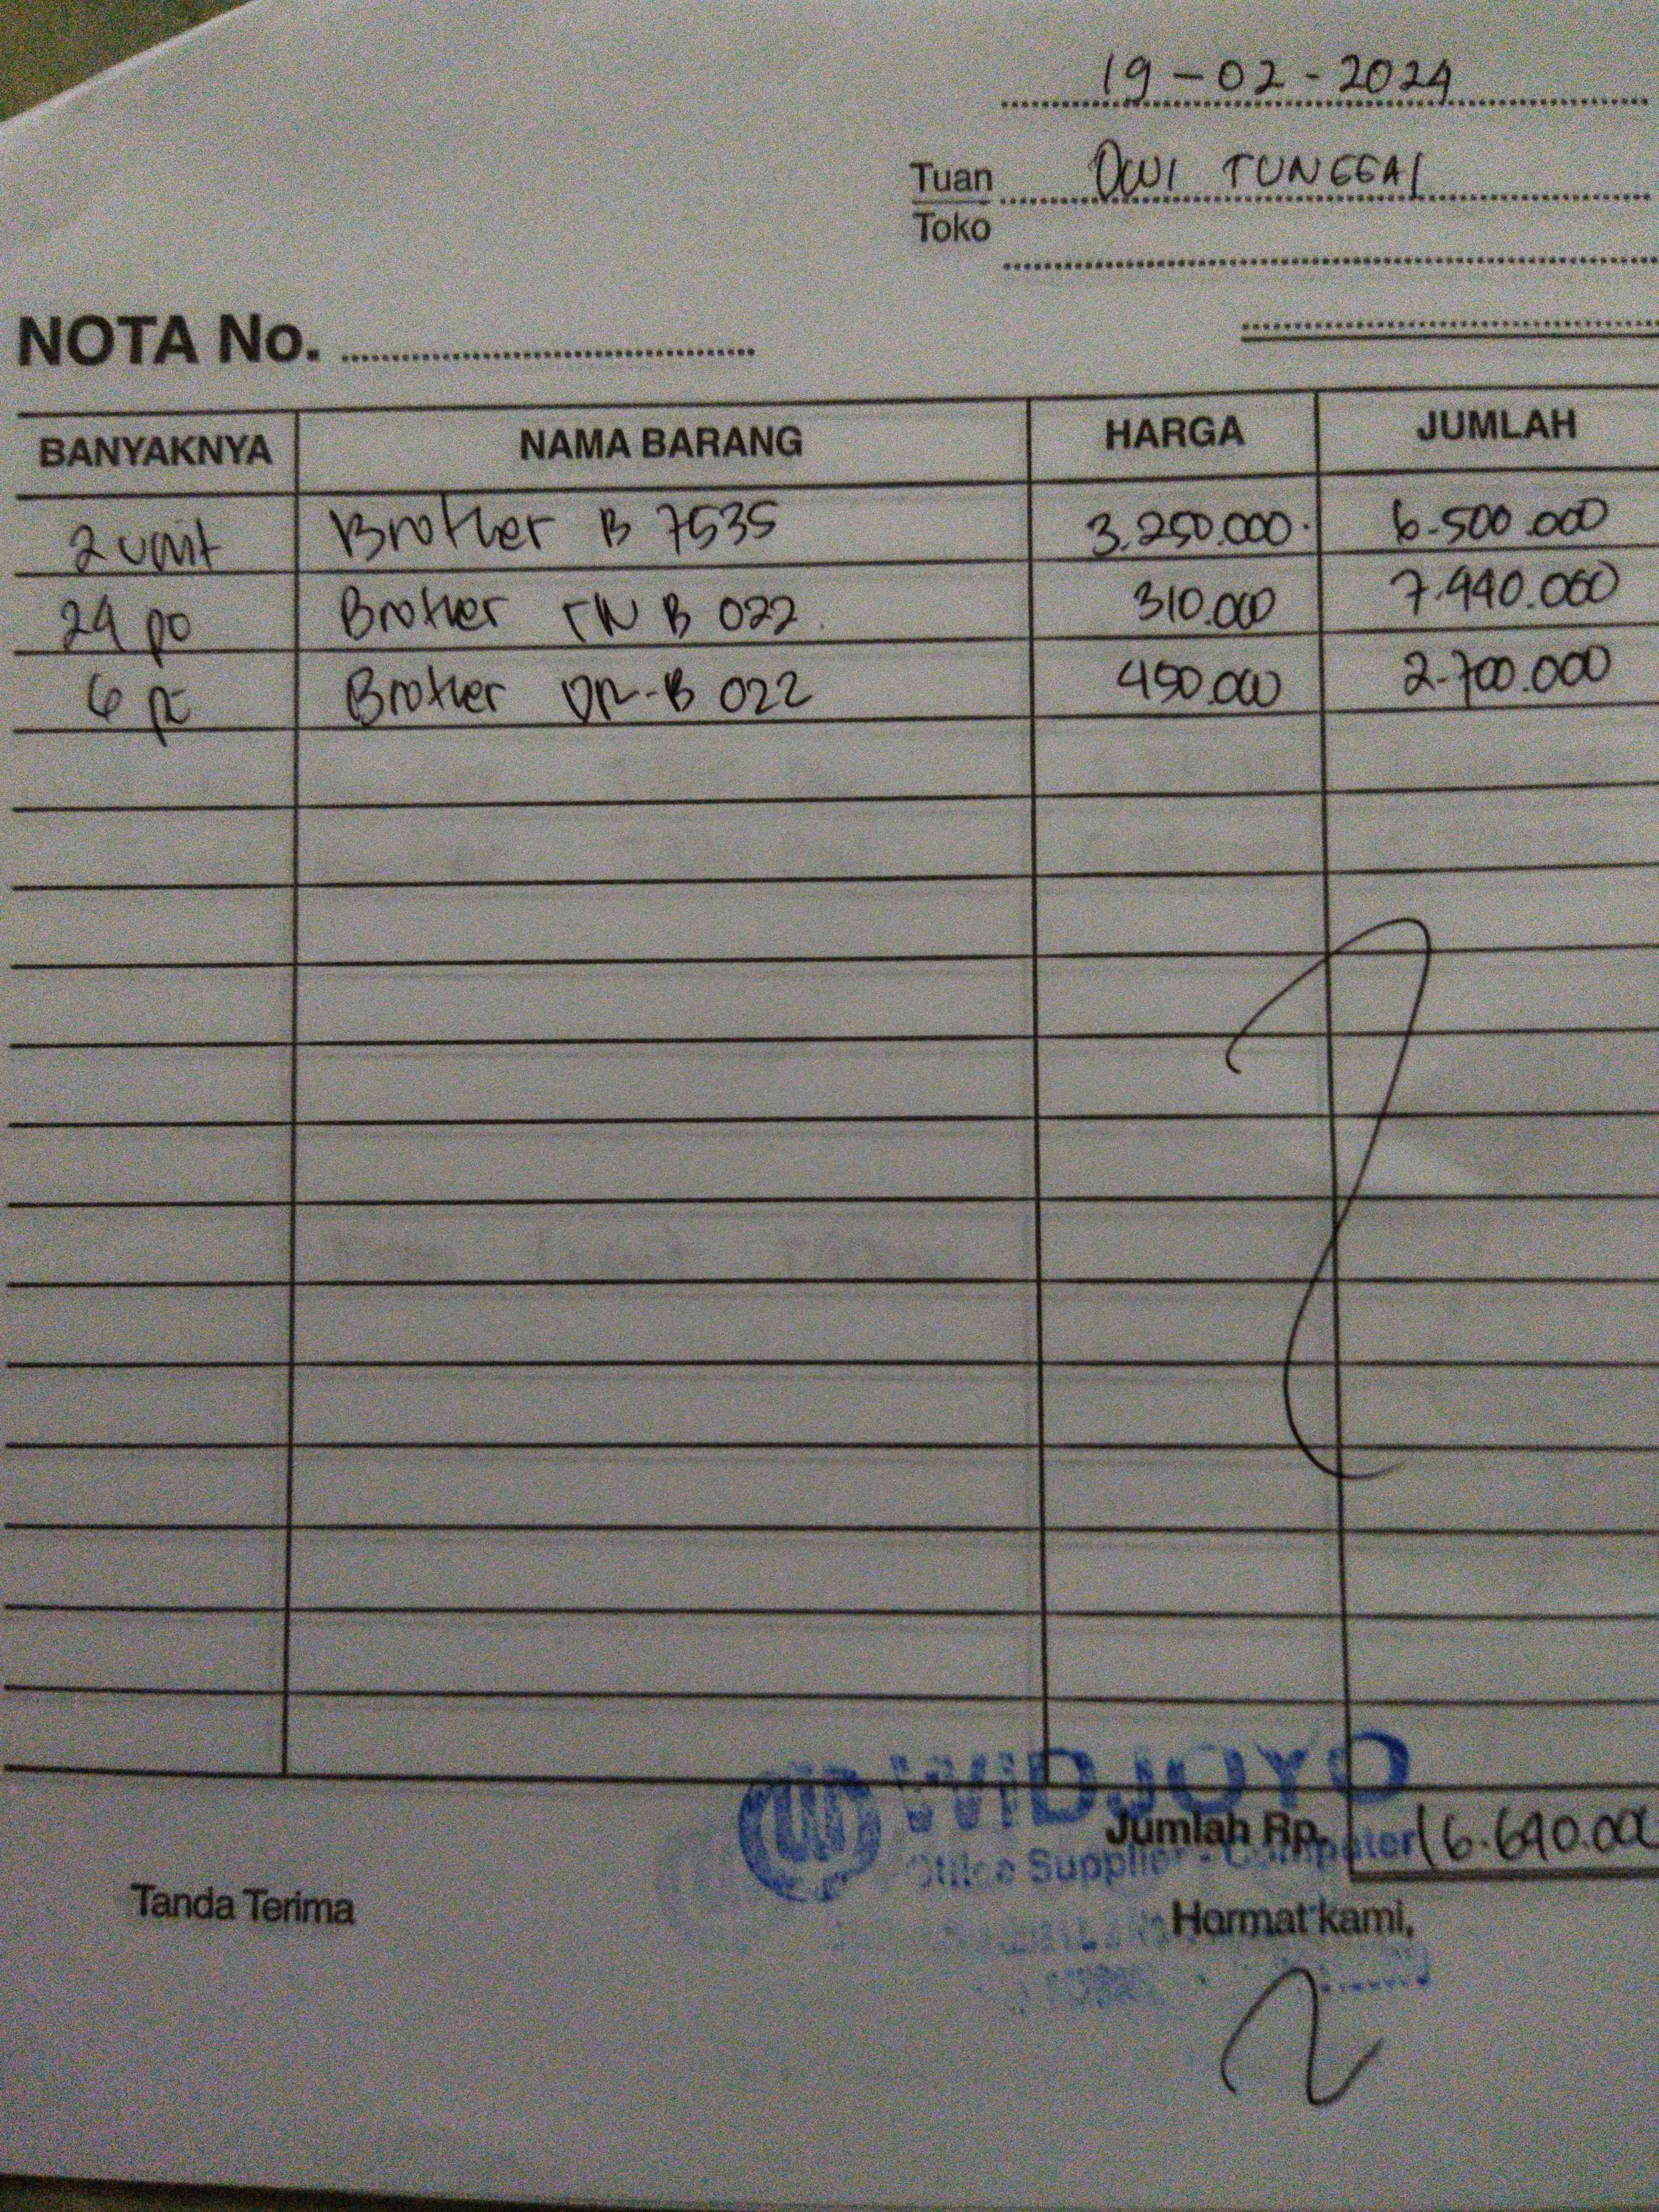 19-02-2024
Tuan DWI TUNGGAL
Toko
NOTA No.
BANYAKNYA NAMA BARANG HARGA JUMLAH
2 unit Brother B 7535 3.250.000 6.500.000
24 pc Brother TN B 022 310.000 7.440.000
6 pc Brother DR-B 022 450.000 2.700.000
WIDJOYO
Jumlah Rp. 16.640.000
Office Supplier - Computer
Tanda Terima Hormat kami,